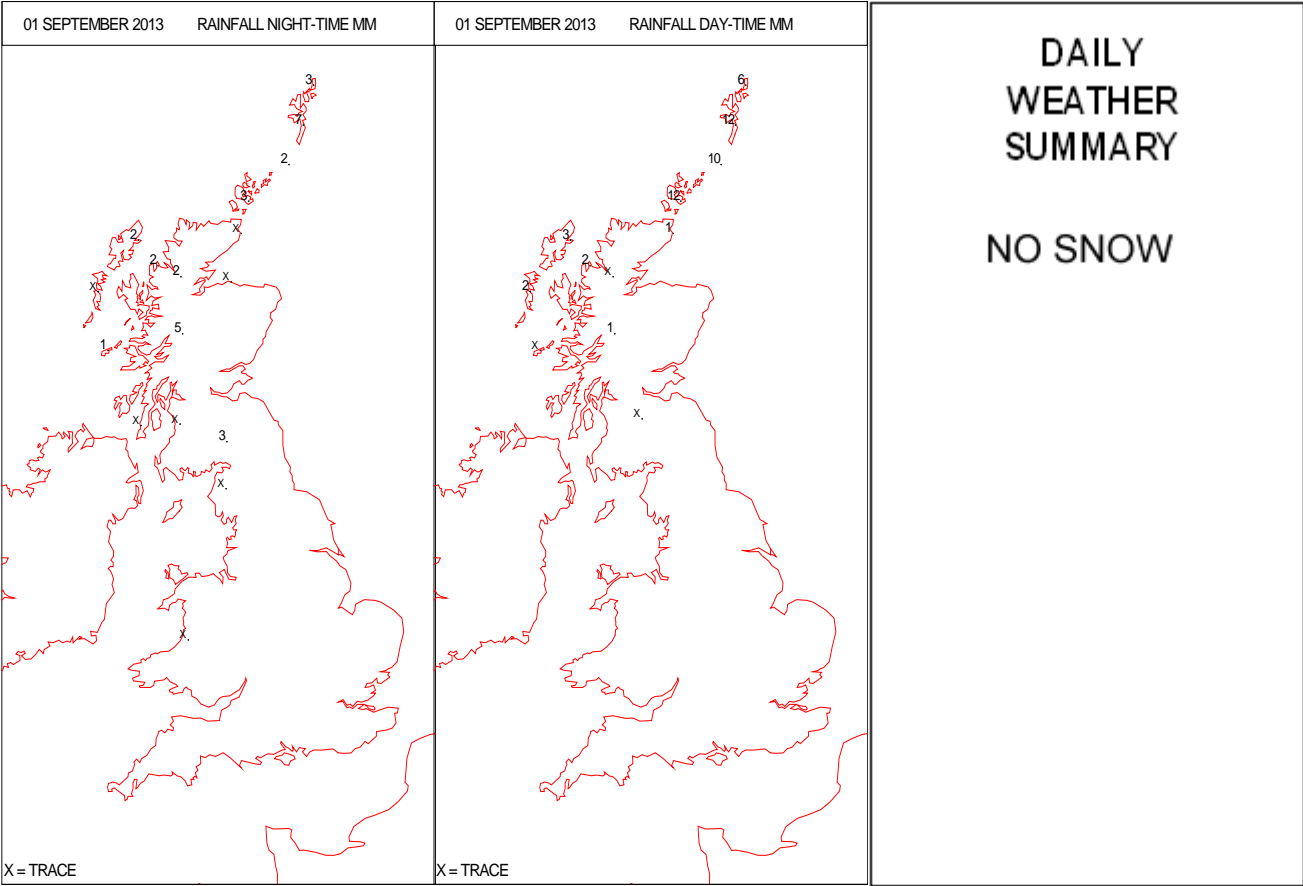 01 SEPTEMBER 2013 RAINFALL NIGHT-TIME MM
3
7
2
3
X
2
2
2
X
X
5
1
X
X
3
X
X
X = TRACE
01 SEPTEMBER 2013 RAINFALL DAY-TIME MM
6
12
10
12
1
3
2
X
2
1
X
X
X = TRACE
DAILY
WEATHER
SUMMARY
NO SNOW